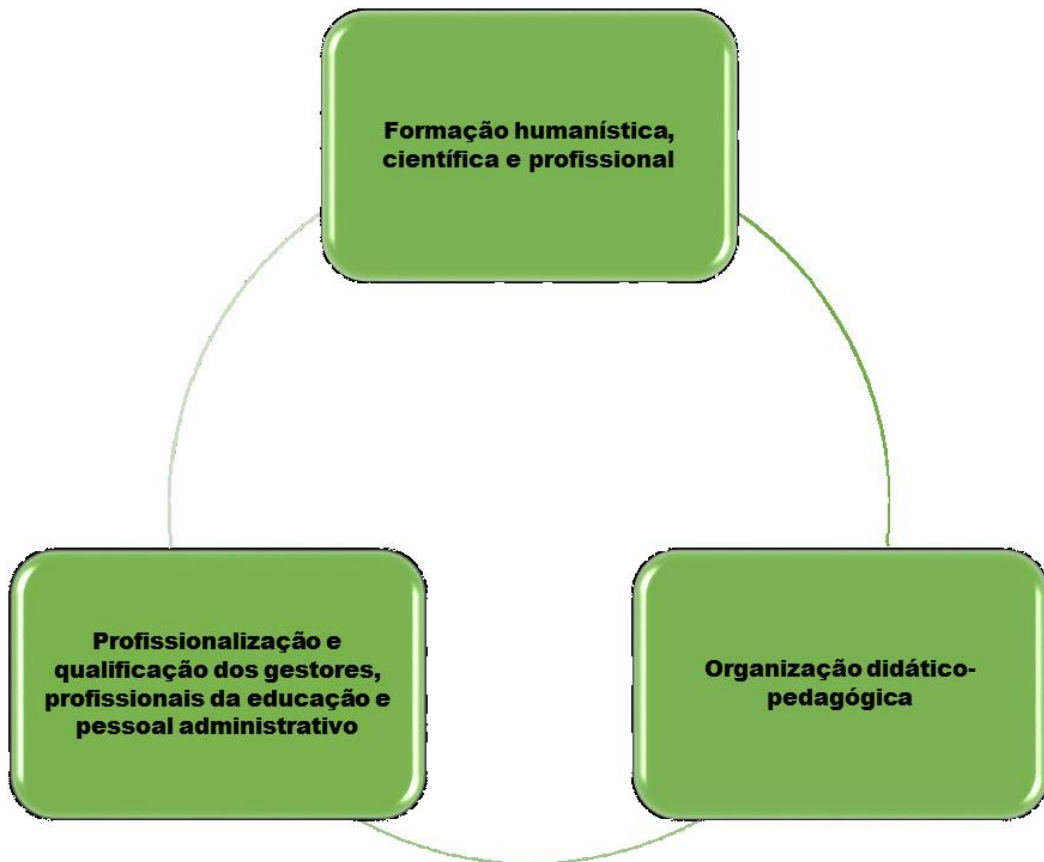 Formação humanística,
científica e profissional
Profissionalização e
qualificação dos gestores,
profissionais da educação e
pessoal administrativo
Organização didático-
pedagógica